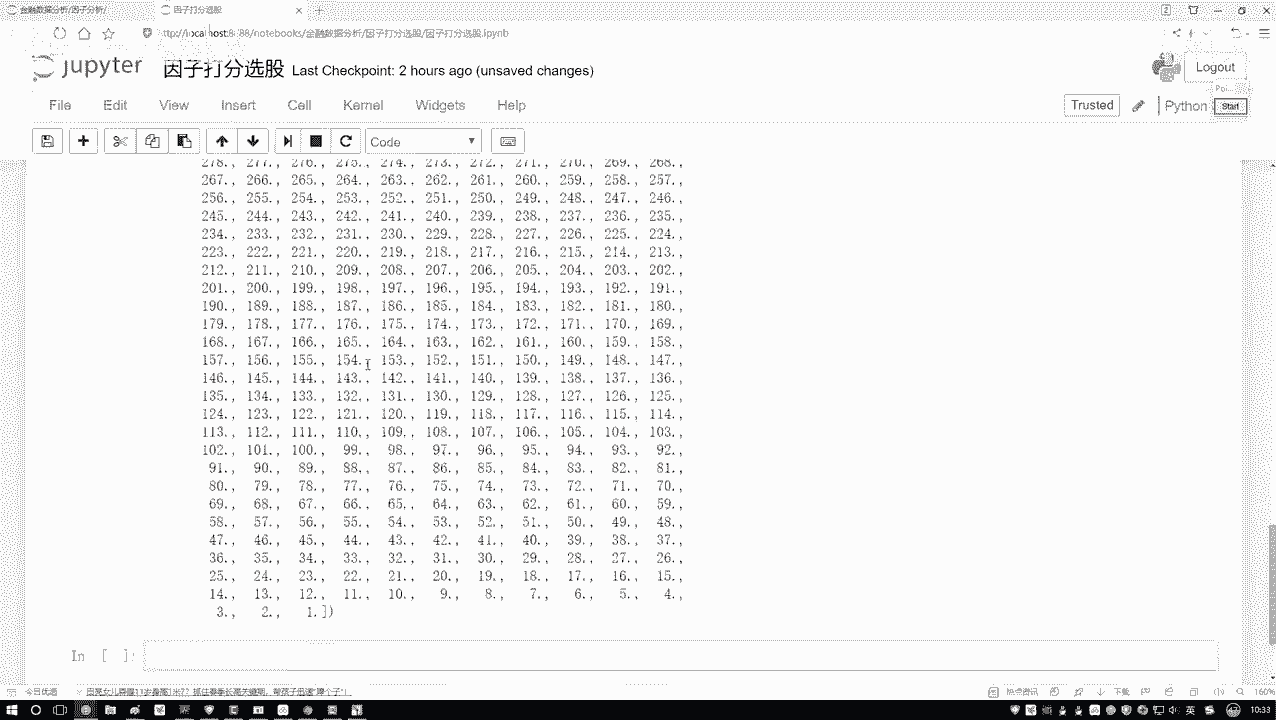 金融数据分析/因子分析/
因子打分选股
ttp://localhost:8888/notebooks/金融数据分析/因子打分选股/因子打分选股.ipynb
jupyter 因子打分选股 Last Checkpoint: 2 hours ago (unsaved changes)
Logout
File Edit View Insert Cell Kernel Widgets Help
Trusted
Python
Start
Code
278., 277., 276., 275., 274., 273., 272., 271., 270., 269., 268.,
267., 266., 265., 264., 263., 262., 261., 260., 259., 258., 257.,
256., 255., 254., 253., 252., 251., 250., 249., 248., 247., 246.,
245., 244., 243., 242., 241., 240., 239., 238., 237., 236., 235.,
234., 233., 232., 231., 230., 229., 228., 227., 226., 225., 224.,
223., 222., 221., 220., 219., 218., 217., 216., 215., 214., 213.,
212., 211., 210., 209., 208., 207., 206., 205., 204., 203., 202.,
201., 200., 199., 198., 197., 196., 195., 194., 193., 192., 191.,
190., 189., 188., 187., 186., 185., 184., 183., 182., 181., 180.,
179., 178., 177., 176., 175., 174., 173., 172., 171., 170., 169.,
168., 167., 166., 165., 164., 163., 162., 161., 160., 159., 158.,
157., 156., 155., 154., 153., 152., 151., 150., 149., 148., 147.,
146., 145., 144., 143., 142., 141., 140., 139., 138., 137., 136.,
135., 134., 133., 132., 131., 130., 129., 128., 127., 126., 125.,
124., 123., 122., 121., 120., 119., 118., 117., 116., 115., 114.,
113., 112., 111., 110., 109., 108., 107., 106., 105., 104., 103.,
102., 101., 100., 99., 98., 97., 96., 95., 94., 93., 92.,
91., 90., 89., 88., 87., 86., 85., 84., 83., 82., 81.,
80., 79., 78., 77., 76., 75., 74., 73., 72., 71., 70.,
69., 68., 67., 66., 65., 64., 63., 62., 61., 60., 59.,
58., 57., 56., 55., 54., 53., 52., 51., 50., 49., 48.,
47., 46., 45., 44., 43., 42., 41., 40., 39., 38., 37.,
36., 35., 34., 33., 32., 31., 30., 29., 28., 27., 26.,
25., 24., 23., 22., 21., 20., 19., 18., 17., 16., 15.,
14., 13., 12., 11., 10., 9., 8., 7., 6., 5., 4.,
3., 2., 1.])
In [ ]:
今日优选
热点资讯
下载
160%
英
10:33